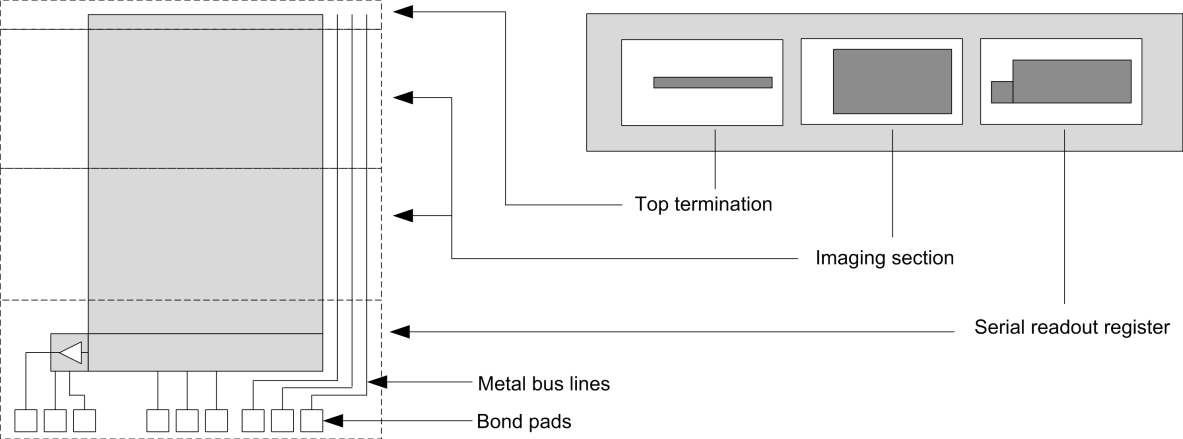 Top termination
Imaging section
Serial readout register
Metal bus lines
Bond pads